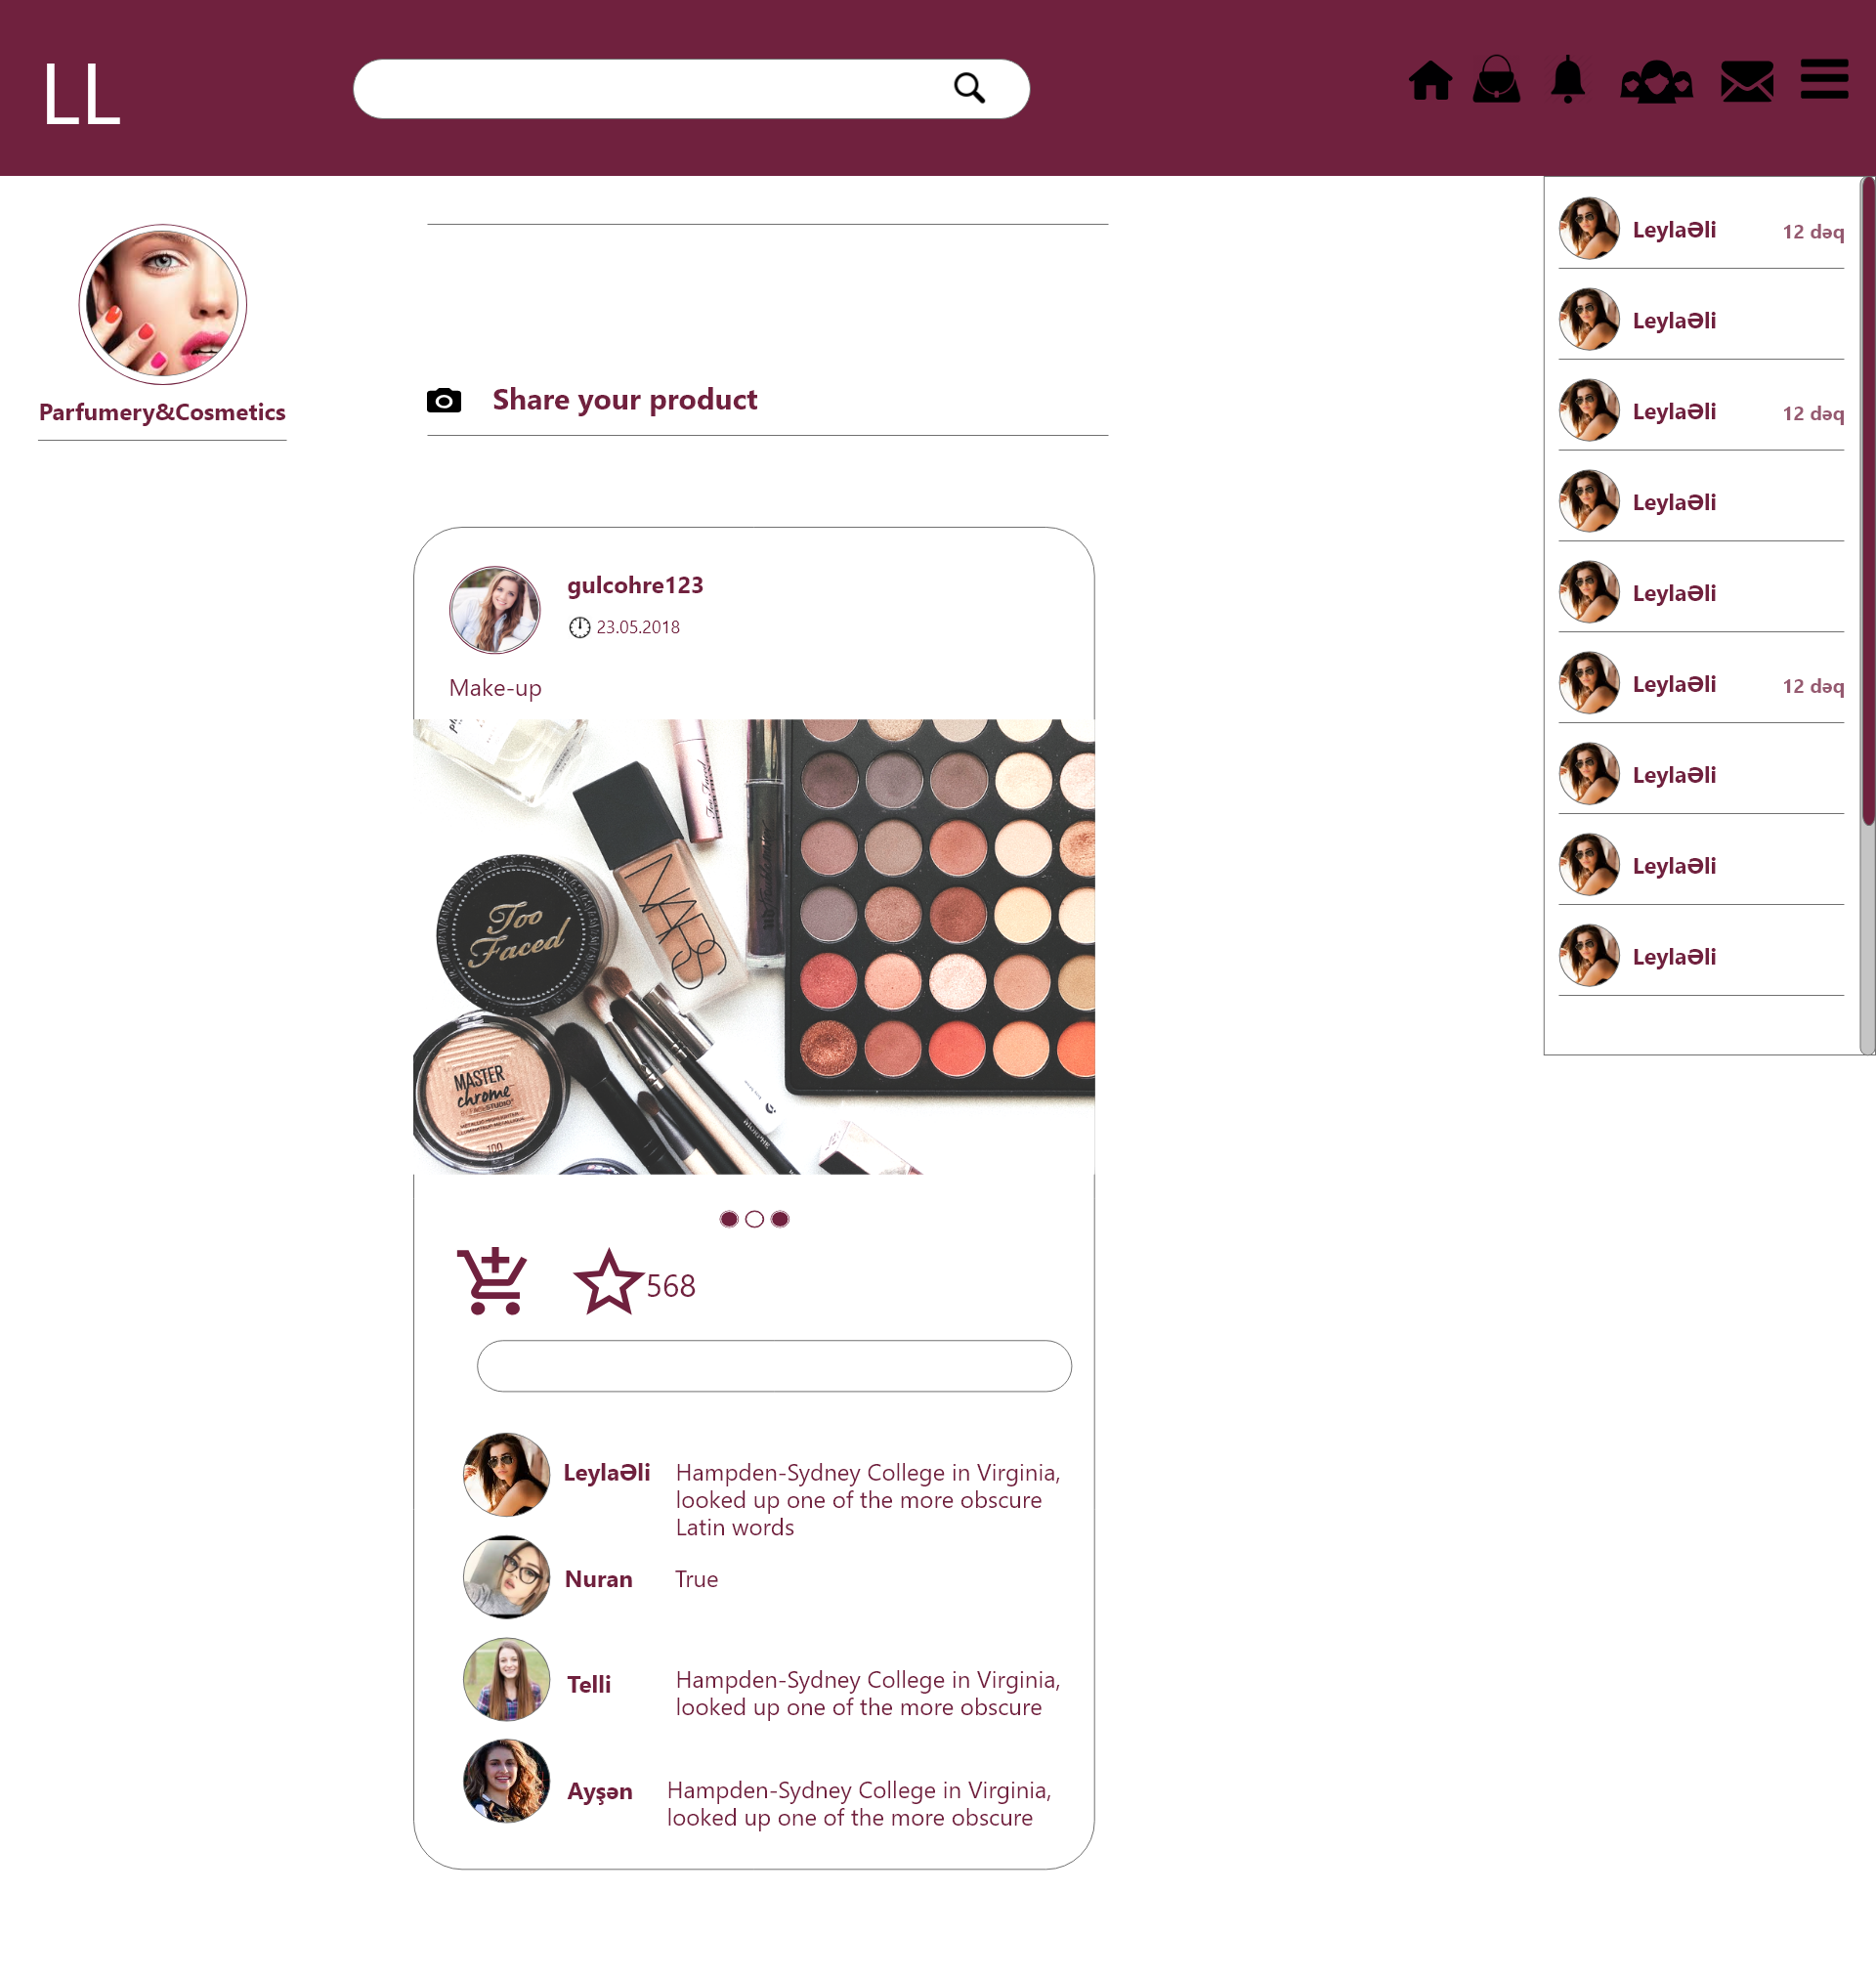 LL
Parfumery&Cosmetics
Share your product
gulcohre123
23.05.2018
Make-up
Too Faced
NARS
Too
Faced
MASTER
chrome
100
568
LeylaƏli
Hampden-Sydney College in Virginia,
looked up one of the more obscure
Latin words
Nuran
True
Telli
Hampden-Sydney College in Virginia,
looked up one of the more obscure
Ayşən
Hampden-Sydney College in Virginia,
looked up one of the more obscure
LeylaƏli 12 dəq
LeylaƏli
LeylaƏli 12 dəq
LeylaƏli
LeylaƏli
LeylaƏli 12 dəq
LeylaƏli
LeylaƏli
LeylaƏli